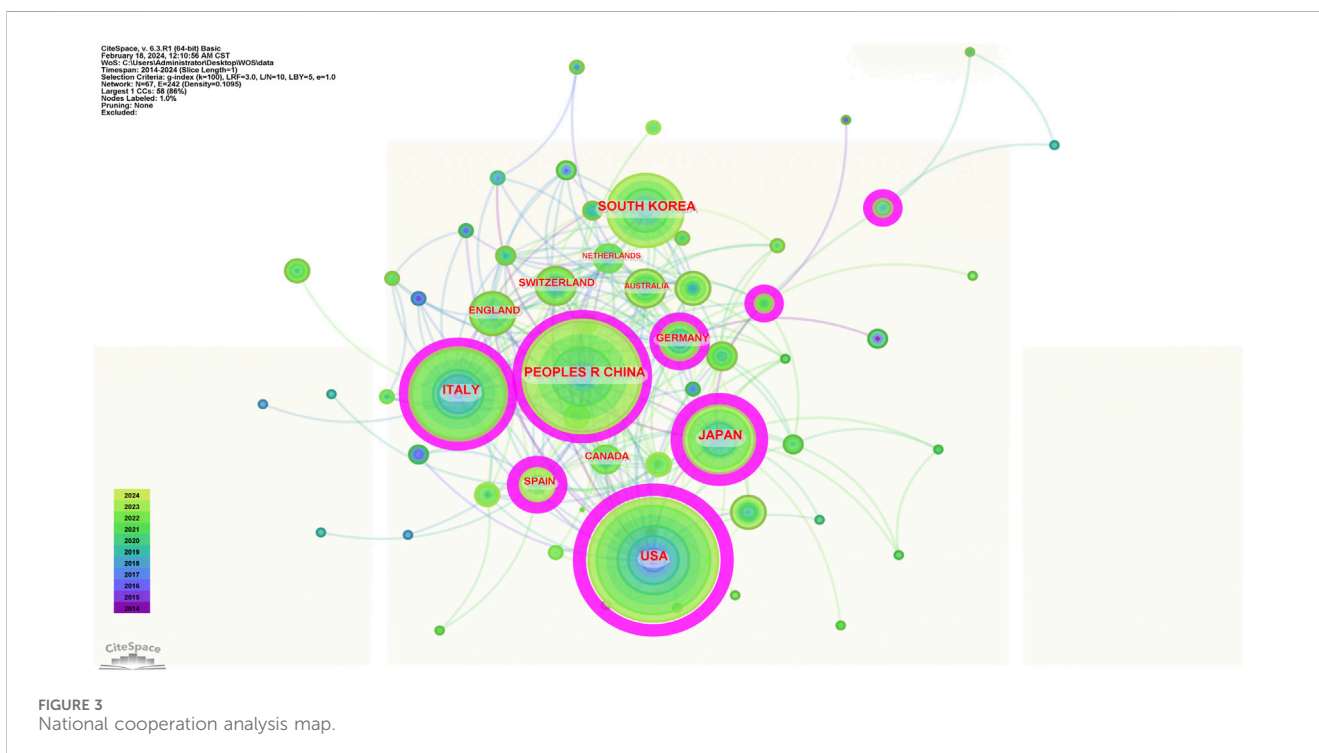 CiteSpace, v. 6.3.R1 (64-bit) Basic
February 18, 2024, 12:10:56 AM CST
WoS: C:\Users\Administrator\Desktop\WOS\data
Timespan: 2014-2024 (Slice Length=1)
Selection Criteria: g-index (k=100), LRF=3.0, L/N=10, LBY=5, e=1.0
Network: N=67, E=242 (Density=0.1095)
Largest 1 CCs: 58 (86%)
Nodes Labeled: 1.0%
Pruning: None
Excluded:
SOUTH KOREA
NETHERLANDS
SWITZERLAND
AUSTRALIA
ENGLAND
GERMANY
PEOPLES R CHINA
ITALY
JAPAN
CANADA
SPAIN
USA
2024
2023
2022
2021
2020
2019
2018
2017
2016
2015
2014
CiteSpace
FIGURE 3
National cooperation analysis map.